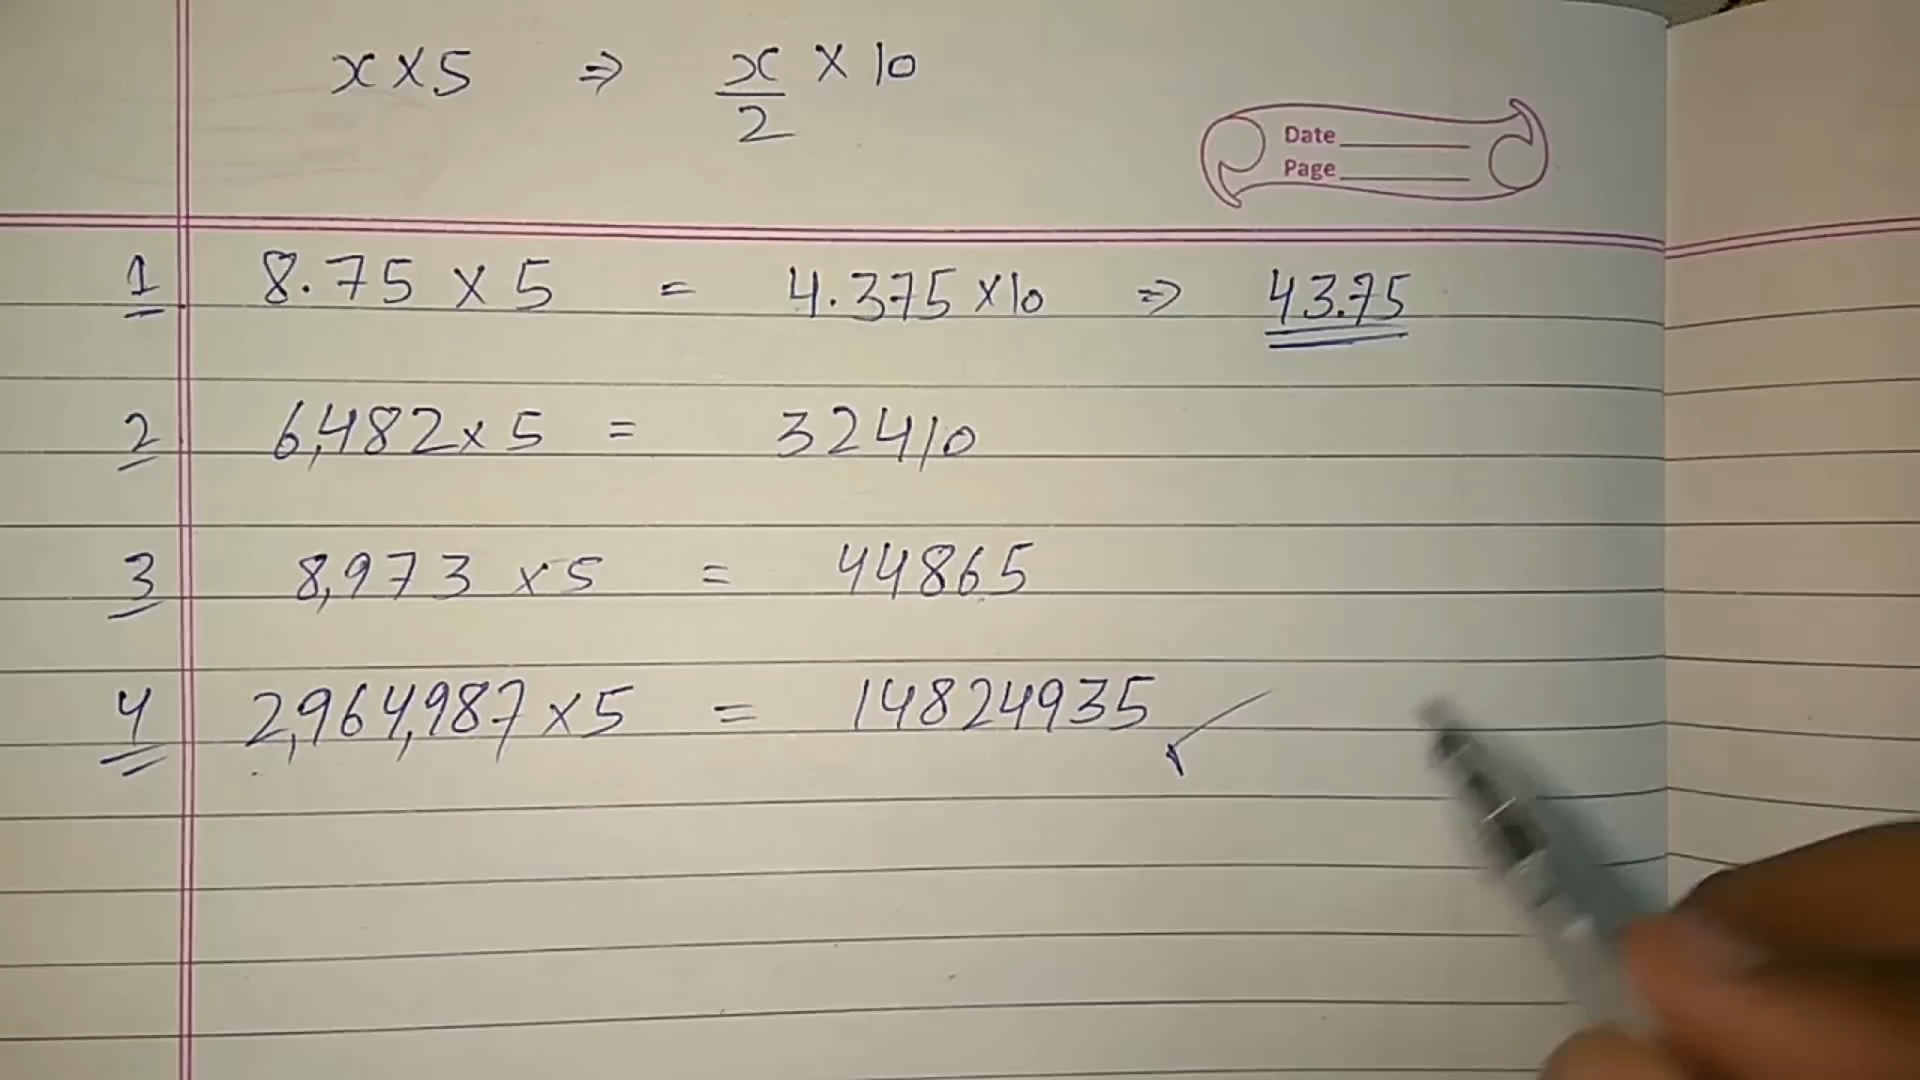 x × 5 ⇒ x/2 × 10
Date
Page
1 8.75 × 5 = 4.375 × 10 ⇒ 43.75
2 6,482 × 5 = 32410
3 8,973 × 5 = 44865
4 2,964,987 × 5 = 14824935 ✓